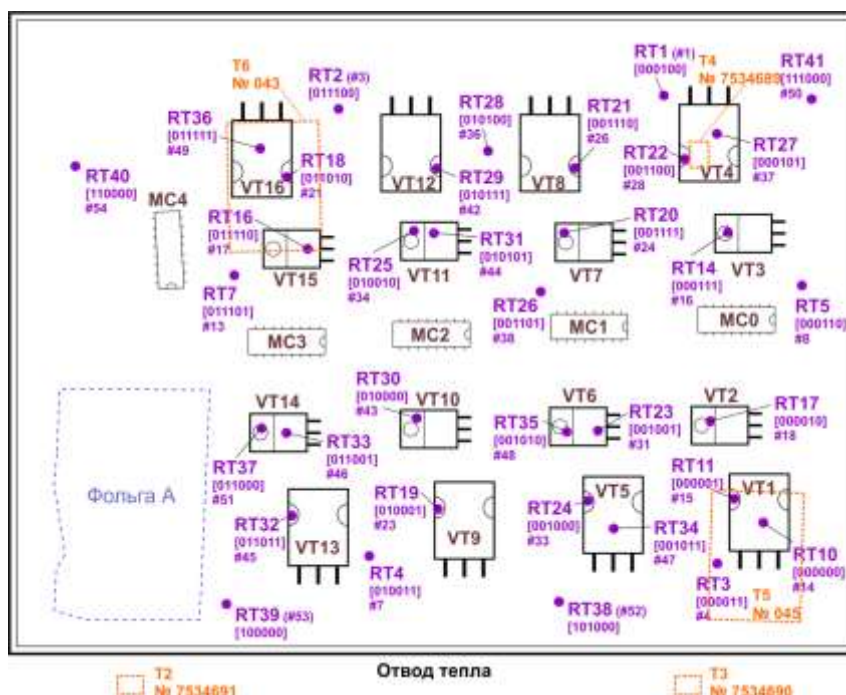 T6
№ 043
RT2 (#3)
[011100]
RT1 (#1)
[000100]
T4
№ 7534689
RT41
[111000]
#50
RT36
[011111]
#49
RT28
[010100]
#36
RT21
[001110]
#26
RT40
[110000]
#54
RT18
[011010]
#21
VT16
VT12
RT29
[010111]
#42
VT8
RT22
[001100]
#28
VT4
RT27
[000101]
#37
MC4
RT16
[011110]
#17
VT15
RT25
[010010]
#34
VT11
RT31
[010101]
#44
RT20
[001111]
#24
VT7
RT14
[000111]
#16
VT3
RT7
[011101]
#13
RT26
[001101]
#38
RT5
[000110]
#8
MC3
MC2
MC1
MC0
VT14
RT30
[010000]
#43
VT10
VT6
VT2
RT37
[011000]
#51
RT33
[011001]
#46
RT35
[001010]
#48
RT23
[001001]
#31
RT17
[000010]
#18
Фольга А
RT32
[011011]
#45
VT13
RT19
[010001]
#23
VT9
RT24
[001000]
#33
VT5
RT34
[001011]
#47
RT11
[000001]
#15
VT1
RT10
[000000]
#14
RT4
[010011]
#7
RT3
[000011]
T5
№ 045
RT39 (#53)
[100000]
RT38 (#52)
[101000]
Отвод тепла
T2
№ 7534691
T3
№ 7534690